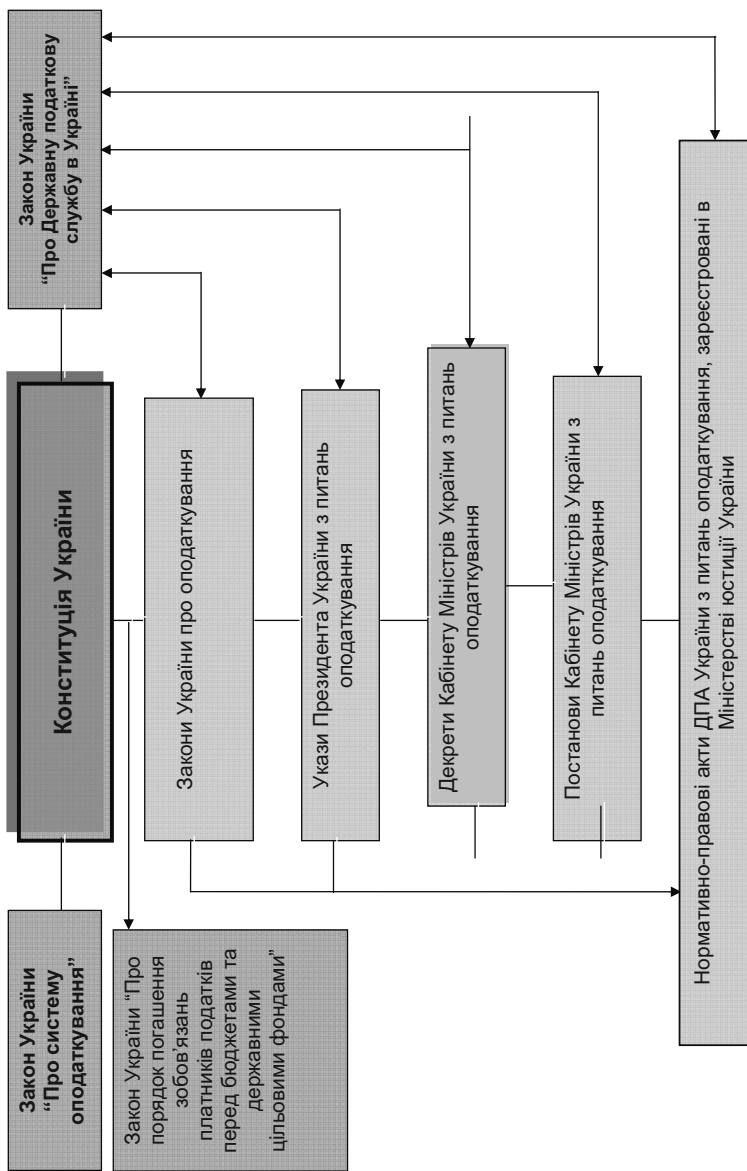 Закон України
“Про систему
оподаткування”
Конституція України
Закон України
“Про Державну податкову
службу в Україні”
Закон України “Про
порядок погашення
зобов’язань
платників податків
перед бюджетами та
державними
цільовими фондами”
Закони України про оподаткування
Укази Президента України з питань
оподаткування
Декрети Кабінету Міністрів України з питань
оподаткування
Постанови Кабінету Міністрів України з
питань оподаткування
Нормативно-правові акти ДПА України з питань оподаткування, зареєстровані в
Міністерстві юстиції України